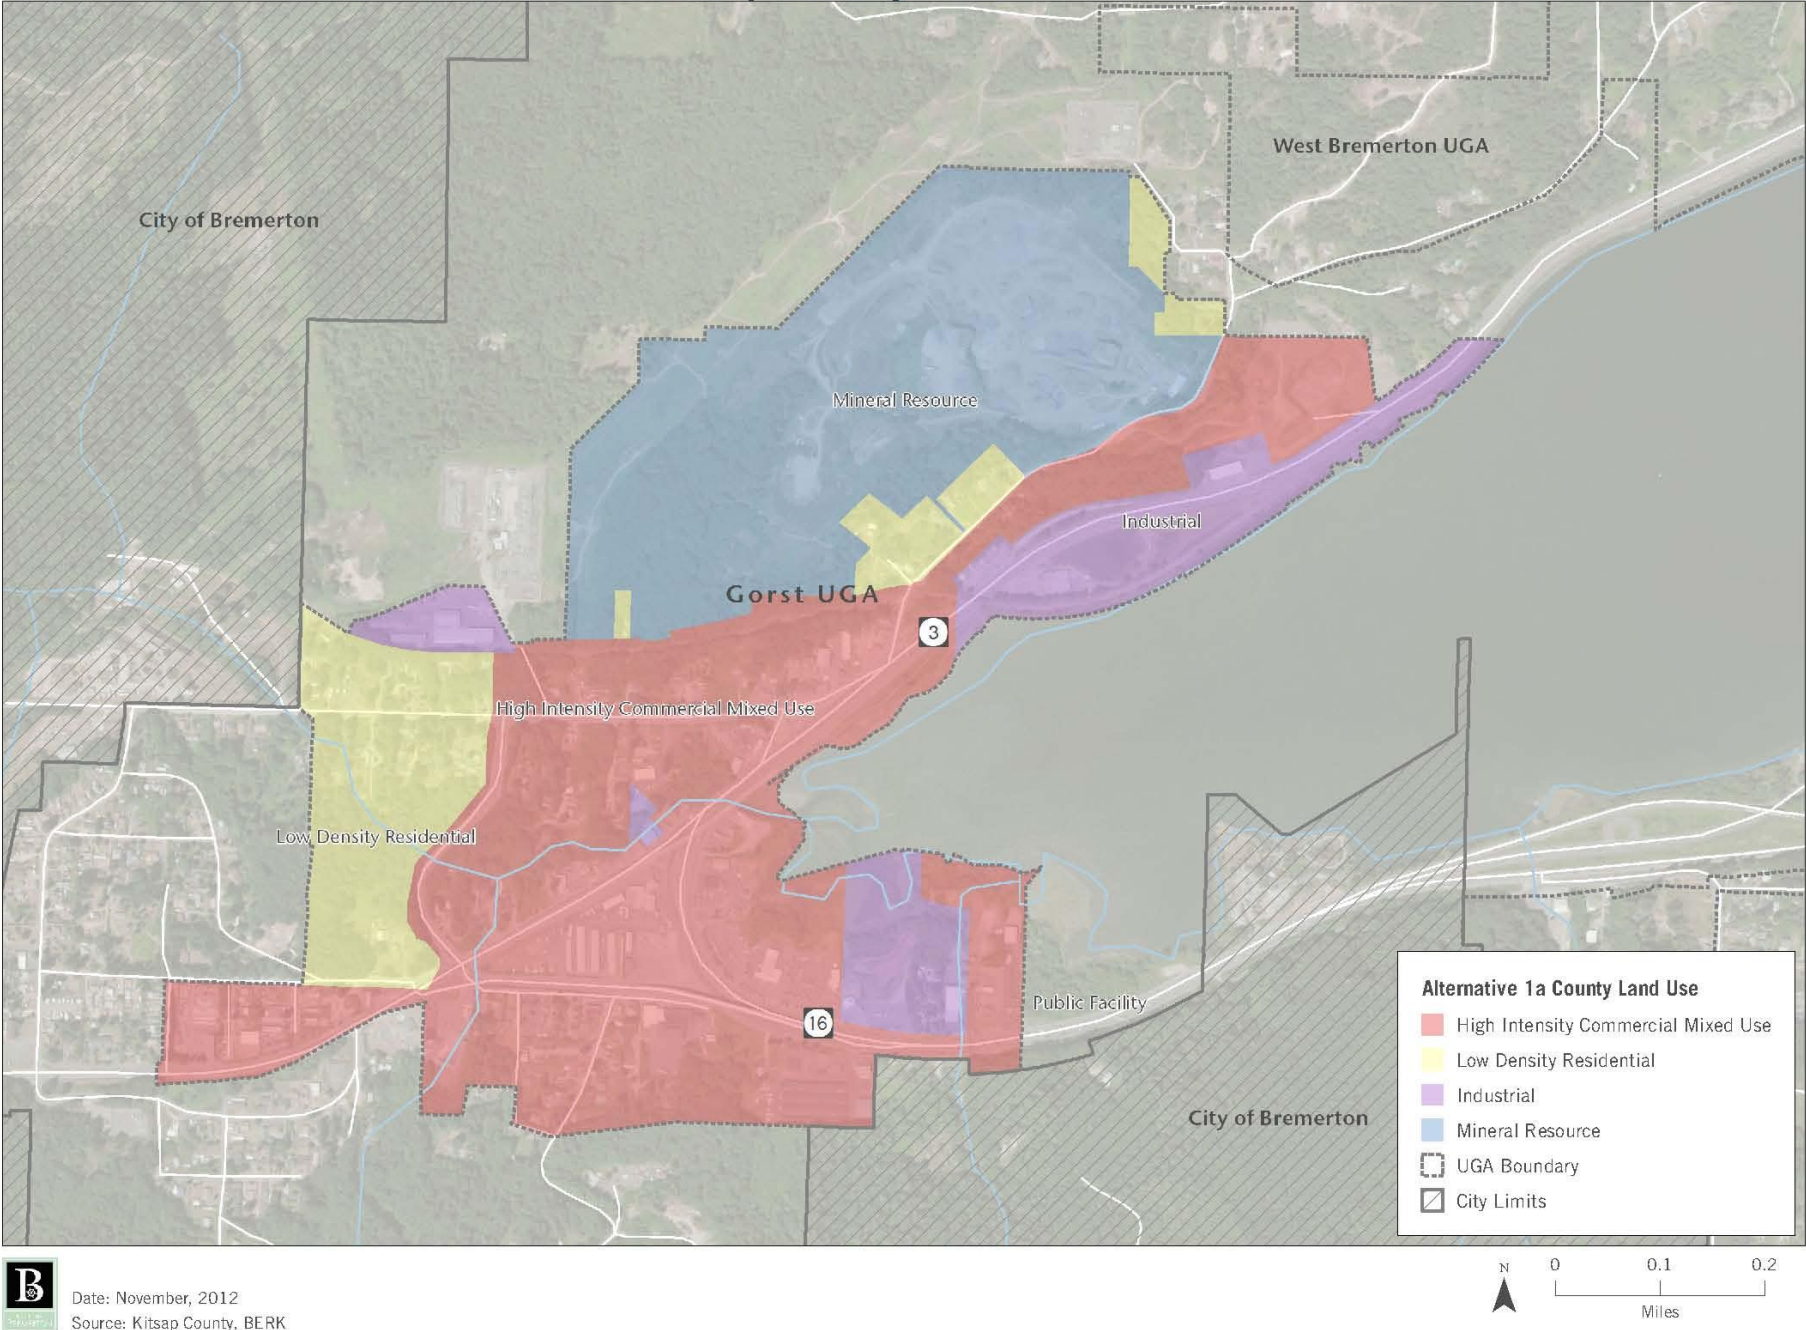 West Bremerton UGA
City of Bremerton
Mineral Resource
Industrial
Gorst UGA
3
High Intensity Commercial Mixed Use
Low Density Residential
Public Facility
16
City of Bremerton
Alternative 1a County Land Use
High Intensity Commercial Mixed Use
Low Density Residential
Industrial
Mineral Resource
UGA Boundary
City Limits
B
Date: November, 2012
Source: Kitsap County, BERK
N
0 0.1 0.2
Miles